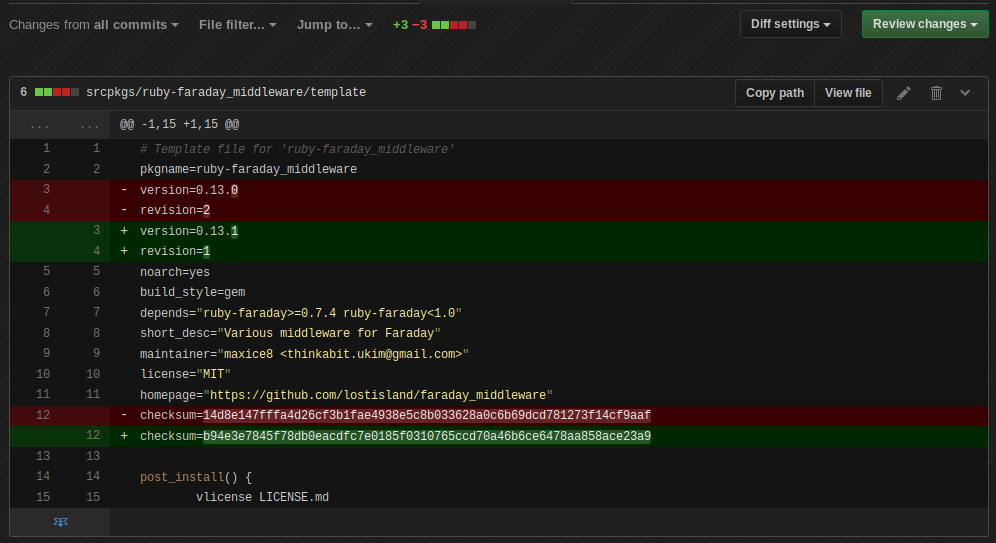 Changes from all commits File filter... Jump to... +3 −3 Diff settings Review changes
6 srcpkgs/ruby-faraday_middleware/template Copy path View file
... ... @@ -1,15 +1,15 @@
1 1 # Template file for 'ruby-faraday_middleware'
2 2 pkgname=ruby-faraday_middleware
3 - version=0.13.0
4 - revision=2
3 + version=0.13.1
4 + revision=1
5 5 noarch=yes
6 6 build_style=gem
7 7 depends="ruby-faraday>=0.7.4 ruby-faraday<1.0"
8 8 short_desc="Various middleware for Faraday"
9 9 maintainer="maxice8 <thinkabit.ukim@gmail.com>"
10 10 license="MIT"
11 11 homepage="https://github.com/lostisland/faraday_middleware"
12 - checksum=14d8e147fffa4d26cf3b1fae4938e5c8b033628a0c6b69dcd781273f14cf9aaf
12 + checksum=b94e3e7845f78db0eacdfc7e0185f0310765ccd70a46b6ce6478aa858ace23a9
13 13
14 14 post_install() {
15 15 vlicense LICENSE.md